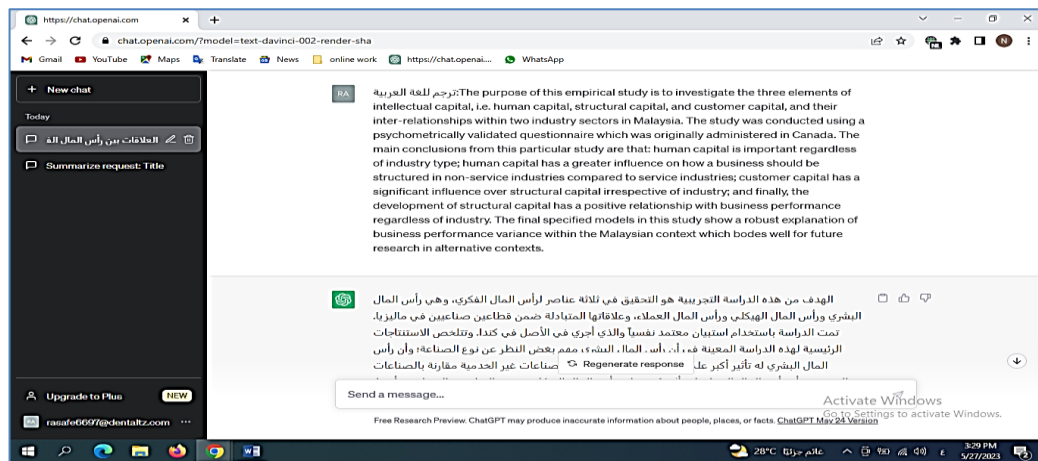 https://chat.openai.com
chat.openai.com/?model=text-davinci-002-render-sha
Gmail YouTube Maps Translate News online work https://chat.openai.... WhatsApp
New chat
Today
العلاقات بين رأس المال الف
Summarize request: Title
RA
ترجم للغة العربية:The purpose of this empirical study is to investigate the three elements of
intellectual capital, i.e. human capital, structural capital, and customer capital, and their
inter-relationships within two industry sectors in Malaysia. The study was conducted using a
psychometrically validated questionnaire which was originally administered in Canada. The
main conclusions from this particular study are that: human capital is important regardless
of industry type; human capital has a greater influence on how a business should be
structured in non-service industries compared to service industries; customer capital has a
significant influence over structural capital irrespective of industry; and finally, the
development of structural capital has a positive relationship with business performance
regardless of industry. The final specified models in this study show a robust explanation of
business performance variance within the Malaysian context which bodes well for future
research in alternative contexts.
الهدف من هذه الدراسة التجريبية هو التحقيق في ثلاثة عناصر لرأس المال الفكري، وهي رأس المال
البشري ورأس المال الهيكلي ورأس المال العملاء، وعلاقاتها المتبادلة ضمن قطاعين صناعيين في ماليزيا.
تمت الدراسة باستخدام استبيان معتمد نفسياً والذي أجري في الأصل في كندا. وتتلخص الاستنتاجات
الرئيسية لهذه الدراسة المعينة في أن رأس المال البشري مهم بغض النظر عن نوع الصناعة؛ وأن رأس
المال البشري له تأثير أكبر صناعات غير الخدمية مقارنة بالصناعات
Regenerate response
Send a message...
Free Research Preview. ChatGPT may produce inaccurate information about people, places, or facts. ChatGPT May 24 Version
Upgrade to Plus NEW
rasafe6697@dentaltz.com
Activate Windows
Go to Settings to activate Windows.
28°C غائم جزئيًا
3:29 PM
5/27/2023